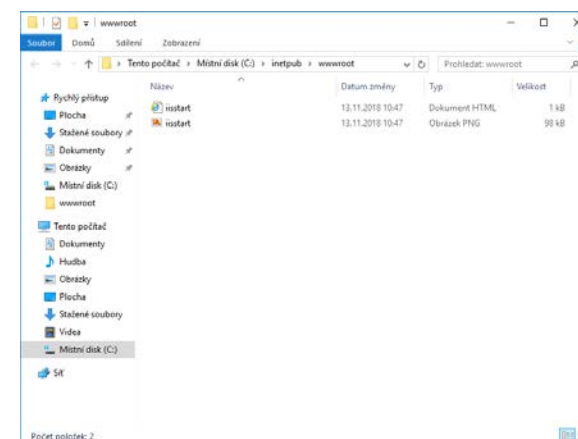 wwwroot
Soubor Domů Sdílení Zobrazení
Tento počítač › Místní disk (C:) › inetpub › wwwroot
Prohledat: wwwroot
Název Datum změny Typ Velikost
iisstart 13.11.2018 10:47 Dokument HTML 1 kB
iisstart 13.11.2018 10:47 Obrázek PNG 98 kB
Rychlý přístup
Plocha
Stažené soubory
Dokumenty
Obrázky
Místní disk (C:)
wwwroot
Tento počítač
Dokumenty
Hudba
Obrázky
Plocha
Stažené soubory
Videa
Místní disk (C:)
Síť
Počet položek: 2